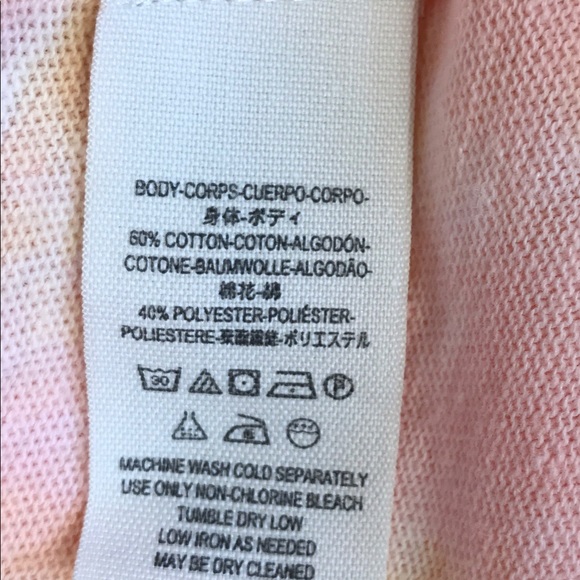 BODY-CORPS-CUERPO-CORPO-
身体-ボディ
60% COTTON-COTON-ALGODÓN-
COTONE-BAUMWOLLE-ALGODÃO-
棉花-綿
40% POLYESTER-POLIÉSTER-
POLIESTERE-聚酯纖維-ポリエステル
30 P
MACHINE WASH COLD SEPARATELY
USE ONLY NON-CHLORINE BLEACH
TUMBLE DRY LOW
LOW IRON AS NEEDED
MAY BE DRY CLEANED